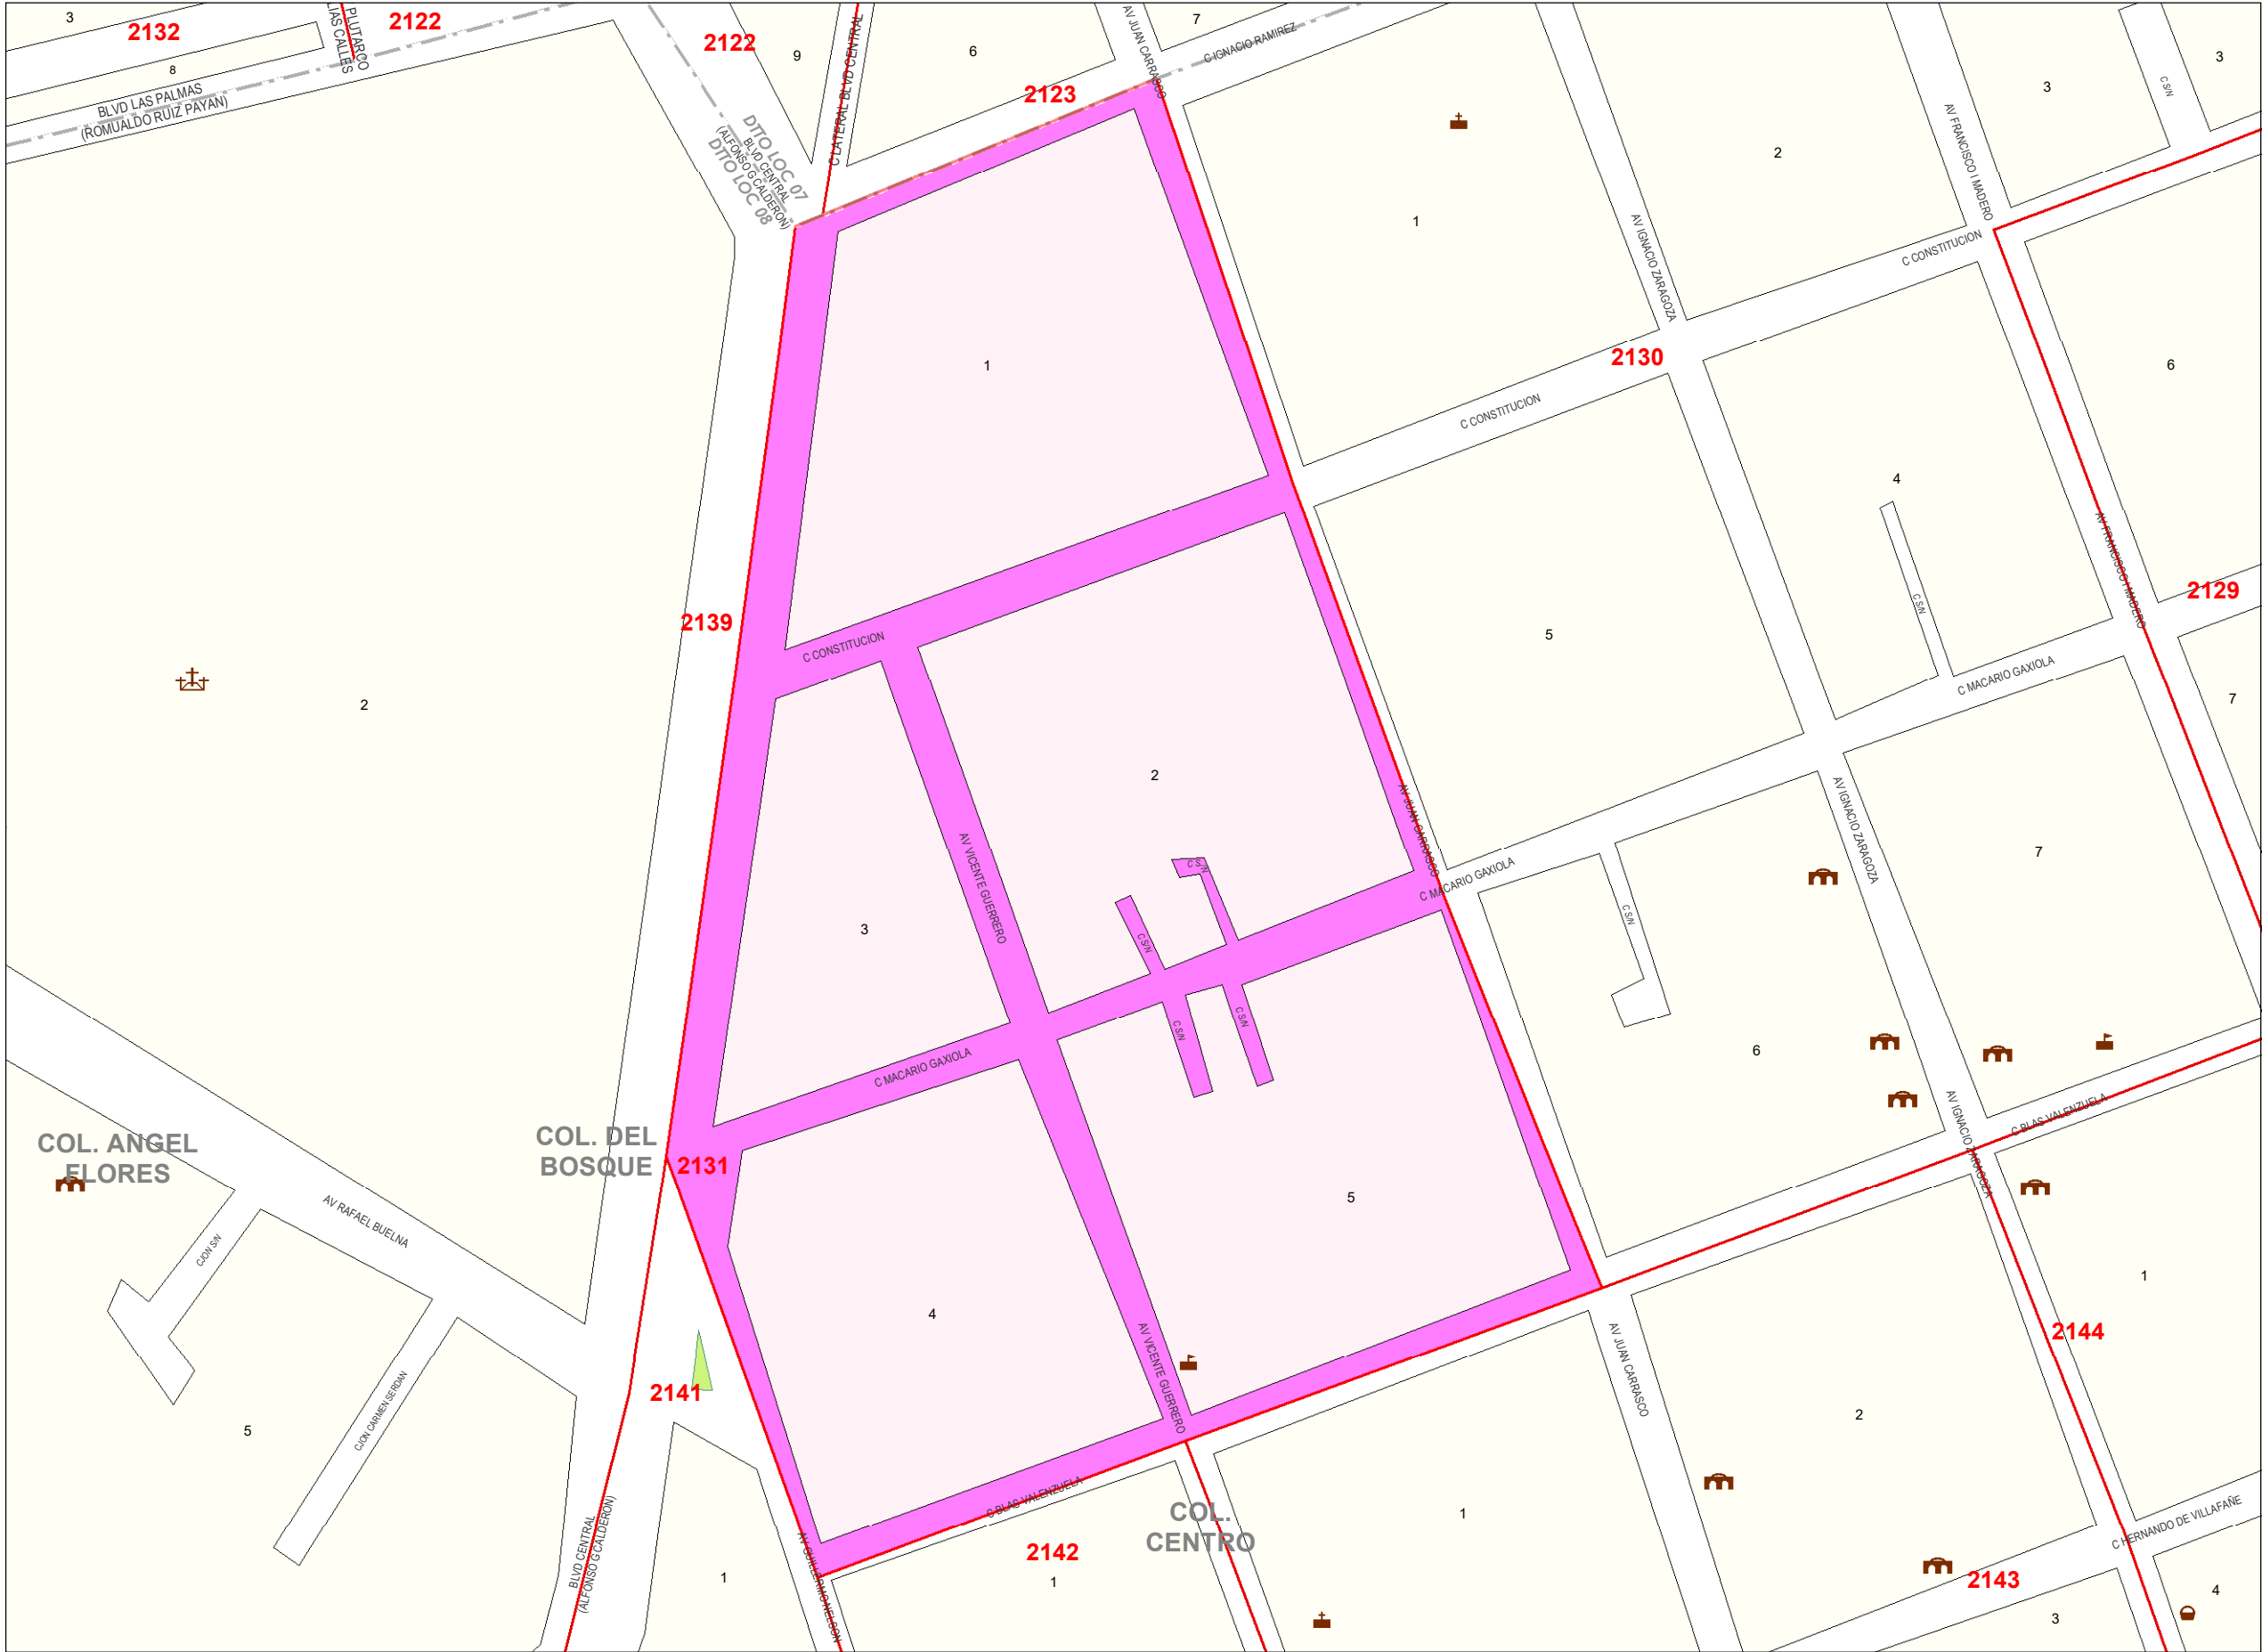 3
2132
2122
PLUTARCO
LIAS CALLES
8
BLVD LAS PALMAS
(ROMUALDO RUIZ PAYAN)
2122
9
C LATERAL BLVD CENTRAL
6
2123
AV JUAN CARRASCO
7
C IGNACIO RAMIREZ
DTTO LOC 07
BLVD CENTRAL
(ALFONSO G CALDERON)
DTTO LOC 08
1
2
AV FRANCISCO I MADERO
3
C S/N
3
AV IGNACIO ZARAGOZA
C CONSTITUCION
2130
C CONSTITUCION
1
4
6
C S/N
AV FRANCISCO I MADERO
2129
2139
C CONSTITUCION
5
C MACARIO GAXIOLA
7
2
2
AV JUAN CARRASCO
AV IGNACIO ZARAGOZA
7
AV VICENTE GUERRERO
3
C S/N
C S/N
C MACARIO GAXIOLA
C S/N
C S/N
C S/N
C MACARIO GAXIOLA
6
COL. ANGEL
FLORES
COL. DEL
BOSQUE
2131
AV IGNACIO ZARAGOZA
C BLAS VALENZUELA
AV RAFAEL BUELNA
CJON S/N
5
1
4
AV VICENTE GUERRERO
AV JUAN CARRASCO
2144
2141
CJON CARMEN SERDAN
5
2
C BLAS VALENZUELA
COL.
CENTRO
1
C HERNANDO DE VILLAFAÑE
BLVD CENTRAL
(ALFONSO G CALDERON)
AV GUILLERMO NELSON
2142
1
1
2143
4
3